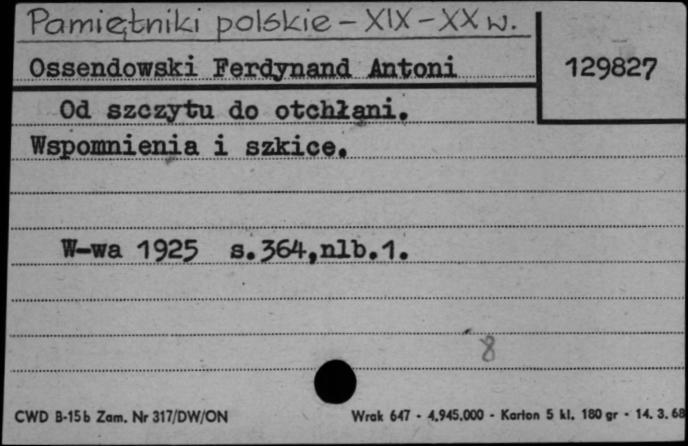 Pamiętniki polskie - XIX - XX w.
Ossendowski Ferdynand Antoni
129827
Od szczytu do otchłani.
Wspomnienia i szkice.
W-wa 1925 s.364,nlb.1.
8
CWD B-15b Zam. Nr 317/DW/ON
Wrak 647 - 4.945.000 - Karton 5 kl. 180 gr - 14. 3. 68